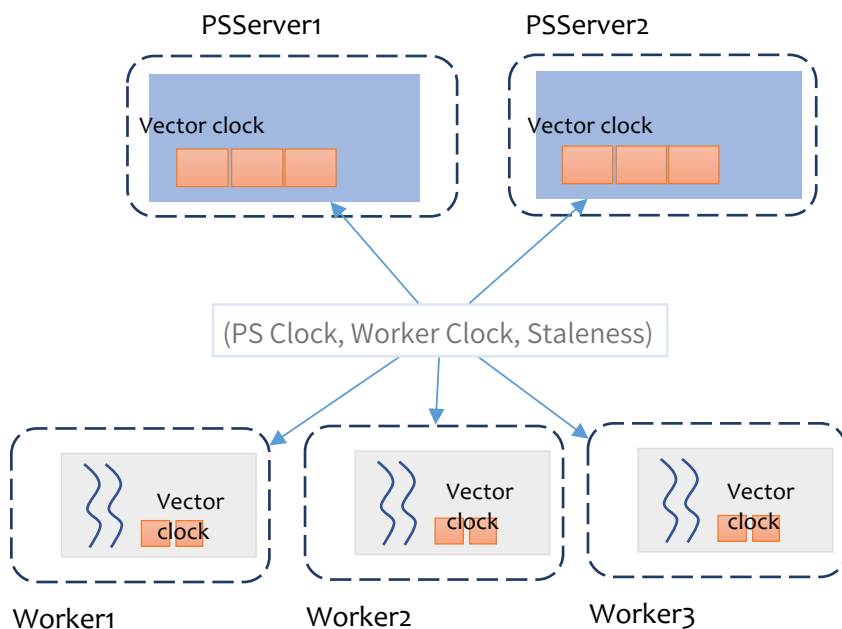 PSServer1
PSServer2
Vector clock
Vector clock
(PS Clock, Worker Clock, Staleness)
Vector
clock
Vector
clock
Vector
clock
Worker1
Worker2
Worker3